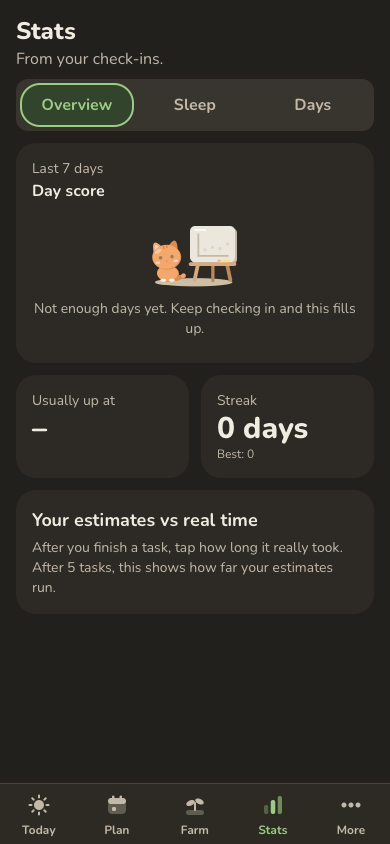 Stats
From your check-ins.
Overview
Sleep
Days
Last 7 days
Day score
Not enough days yet. Keep checking in and this fills
up.
Usually up at
–
Streak
0 days
Best: 0
Your estimates vs real time
After you finish a task, tap how long it really took.
After 5 tasks, this shows how far your estimates
run.
Today
Plan
Farm
Stats
More